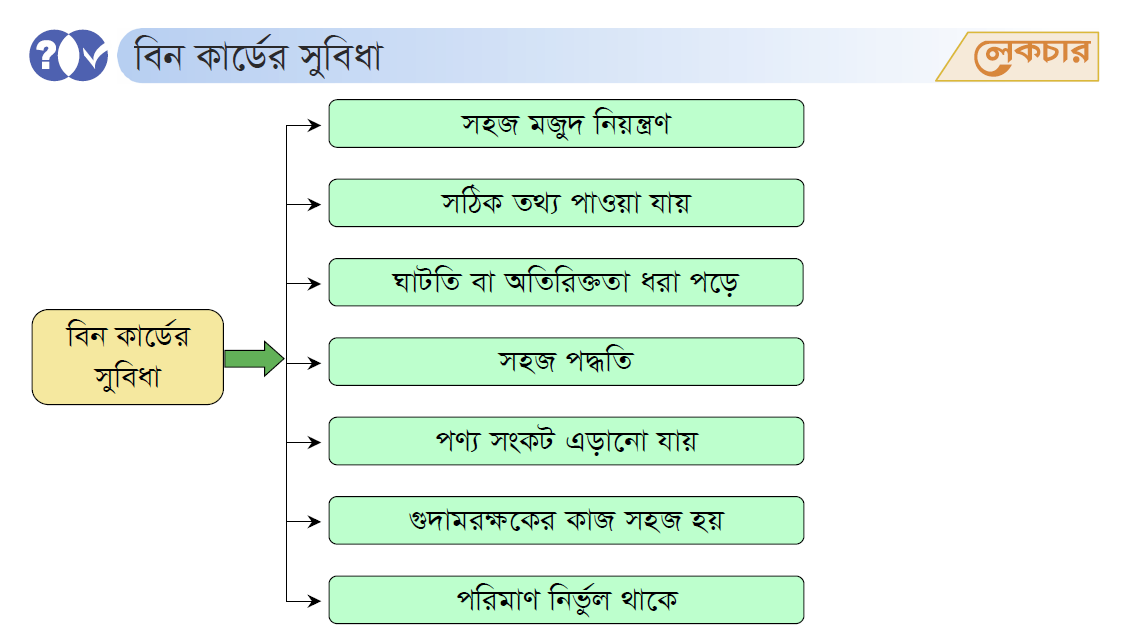 বিন কার্ডের সুবিধা
লেকচার
সহজ মজুদ নিয়ন্ত্রণ
সঠিক তথ্য পাওয়া যায়
ঘাটতি বা অতিরিক্ততা ধরা পড়ে
বিন কার্ডের
সুবিধা
সহজ পদ্ধতি
পণ্য সংকট এড়ানো যায়
গুদামরক্ষকের কাজ সহজ হয়
পরিমাণ নির্ভুল থাকে